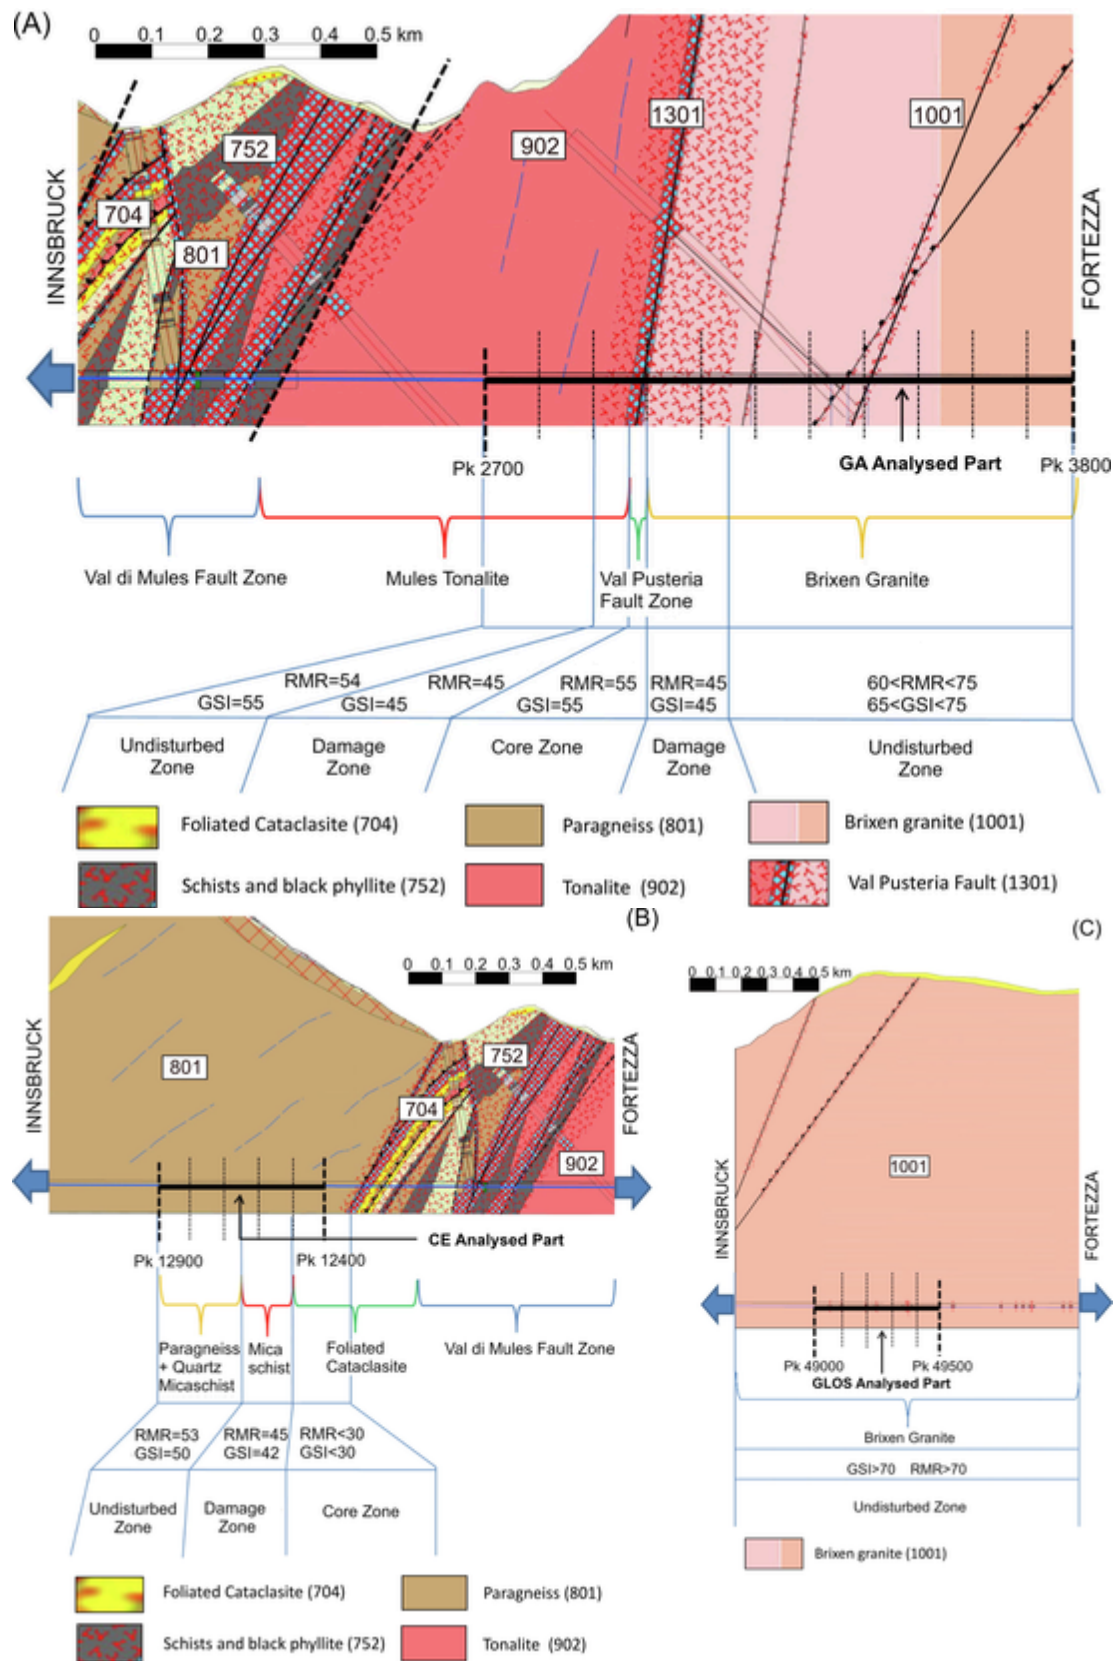 (A)
0 0.1 0.2 0.3 0.4 0.5 km
INNSBRUCK
FORTEZZA
752
704
801
902
1301
1001
Pk 2700
GA Analysed Part
Pk 3800
Val di Mules Fault Zone
Mules Tonalite
Val Pusteria
Fault Zone
Brixen Granite
RMR=54
GSI=55
RMR=45
GSI=45
RMR=55
GSI=55
RMR=45
GSI=45
60<RMR<75
65<GSI<75
Undisturbed
Zone
Damage
Zone
Core Zone
Damage
Zone
Undisturbed
Zone
Foliated Cataclasite (704)
Paragneiss (801)
Brixen granite (1001)
Schists and black phyllite (752)
Tonalite (902)
Val Pusteria Fault (1301)
(B)
0 0.1 0.2 0.3 0.4 0.5 km
INNSBRUCK
FORTEZZA
801
752
704
902
CE Analysed Part
Pk 12900
Pk 12400
Paragneiss
+ Quartz
Micaschist
Mica
schist
Foliated
Cataclasite
Val di Mules Fault Zone
RMR=53
GSI=50
RMR=45
GSI=42
RMR<30
GSI<30
Undisturbed
Zone
Damage
Zone
Core Zone
Foliated Cataclasite (704)
Paragneiss (801)
Schists and black phyllite (752)
Tonalite (902)
(C)
0 0.1 0.2 0.3 0.4 0.5 km
INNSBRUCK
FORTEZZA
1001
Pk 49000
Pk 49500
GLOS Analysed Part
Brixen Granite
GSI>70 RMR>70
Undisturbed Zone
Brixen granite (1001)